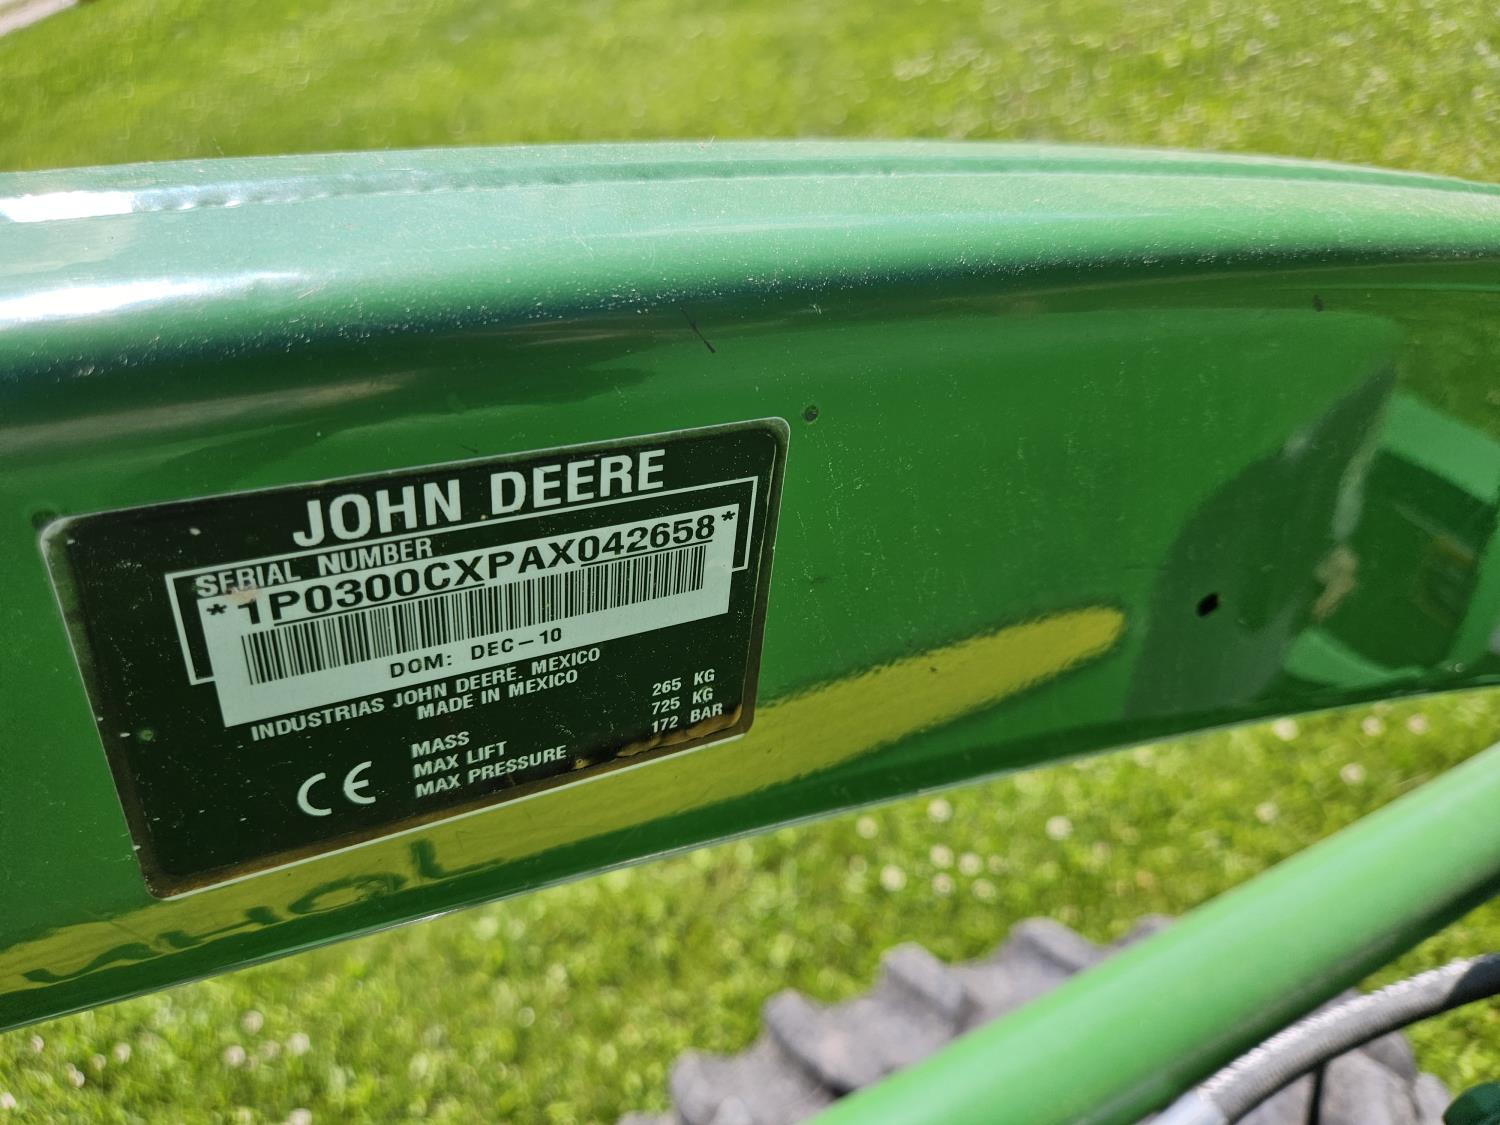 JOHN DEERE
SERIAL NUMBER
*1P0300CXPAX042658*
DOM: DEC-10
INDUSTRIAS JOHN DEERE, MEXICO
MADE IN MEXICO
MASS 265 KG
MAX LIFT 725 KG
MAX PRESSURE 172 BAR
CE
JOHN